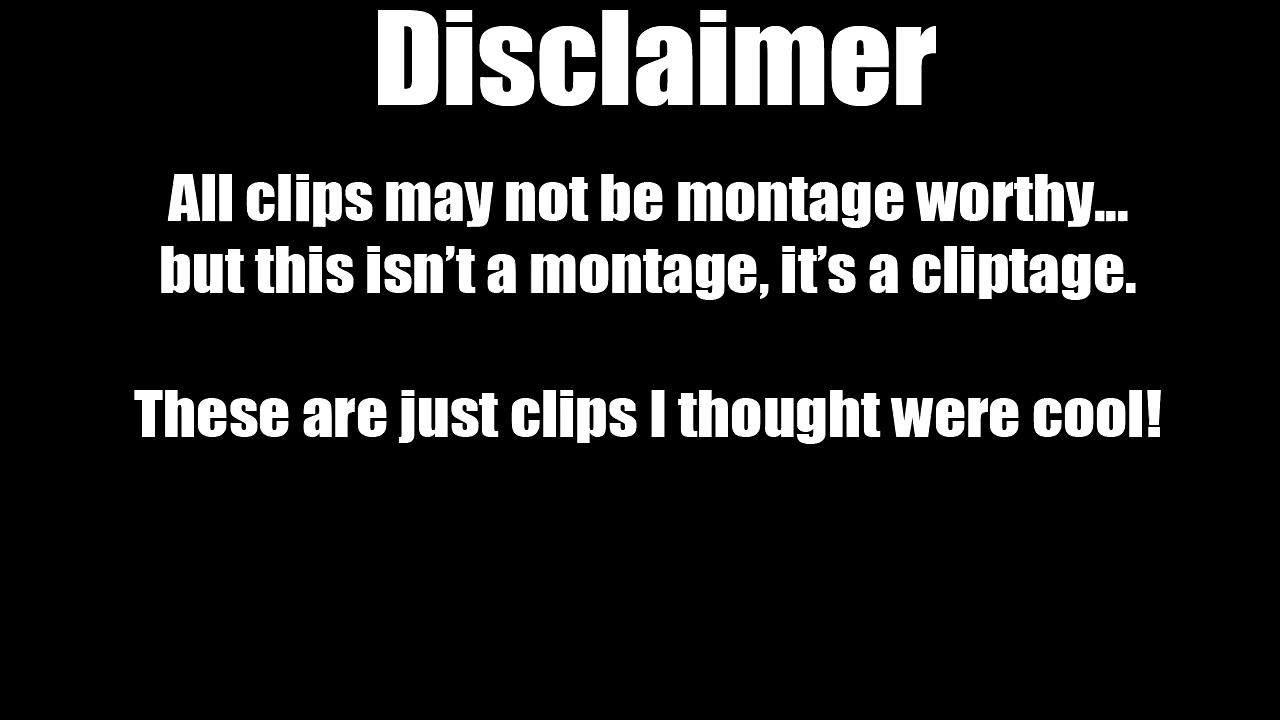 Disclaimer
All clips may not be montage worthy...
but this isn’t a montage, it’s a cliptage.
These are just clips I thought were cool!